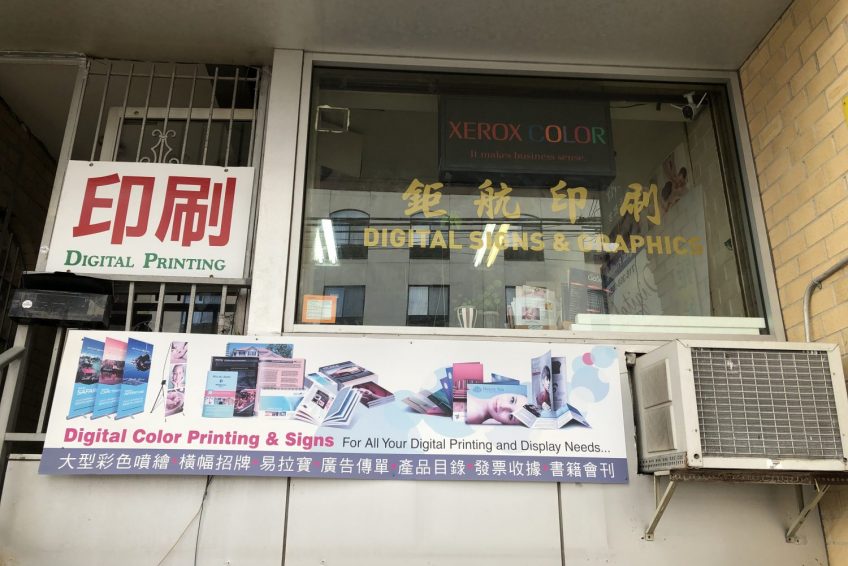 印刷
DIGITAL PRINTING
XEROX COLOR
It makes business sense.
鉅航印刷
DIGITAL SIGNS & GRAPHICS
Digital Color Printing & Signs For All Your Digital Printing and Display Needs...
大型彩色噴繪・橫幅招牌・易拉寶・廣告傳單・產品目錄・發票收據・書籍會刊